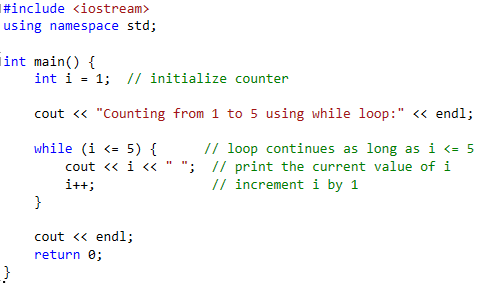 #include <iostream>
using namespace std;
int main() {
int i = 1;  // initialize counter
cout << "Counting from 1 to 5 using while loop:" << endl;
while (i <= 5) {      // loop continues as long as i <= 5
cout << i << " ";  // print the current value of i
i++;               // increment i by 1
}
cout << endl;
return 0;
}